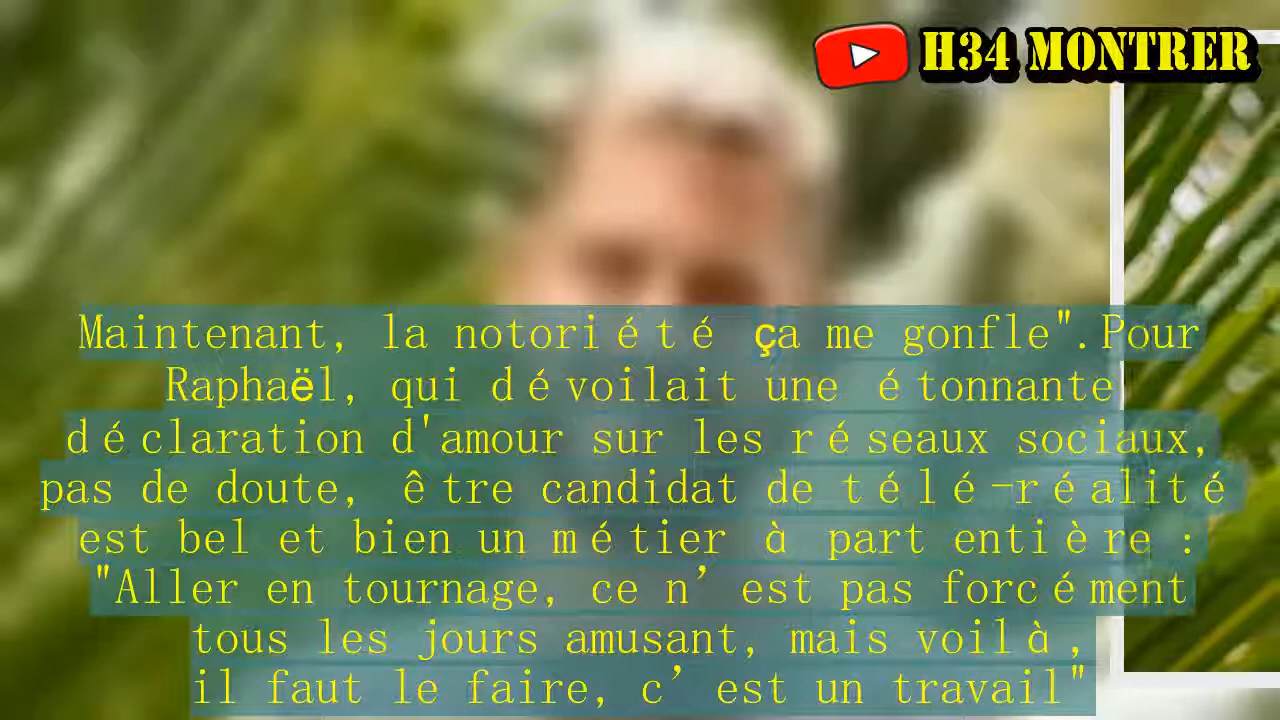 H34 MONTRER
Maintenant, la notoriété ça me gonfle".Pour
Raphaël, qui dévoilait une étonnante
déclaration d'amour sur les réseaux sociaux,
pas de doute, être candidat de télé-réalité
est bel et bien un métier à part entière :
"Aller en tournage, ce n’est pas forcément
tous les jours amusant, mais voilà,
il faut le faire, c’est un travail"